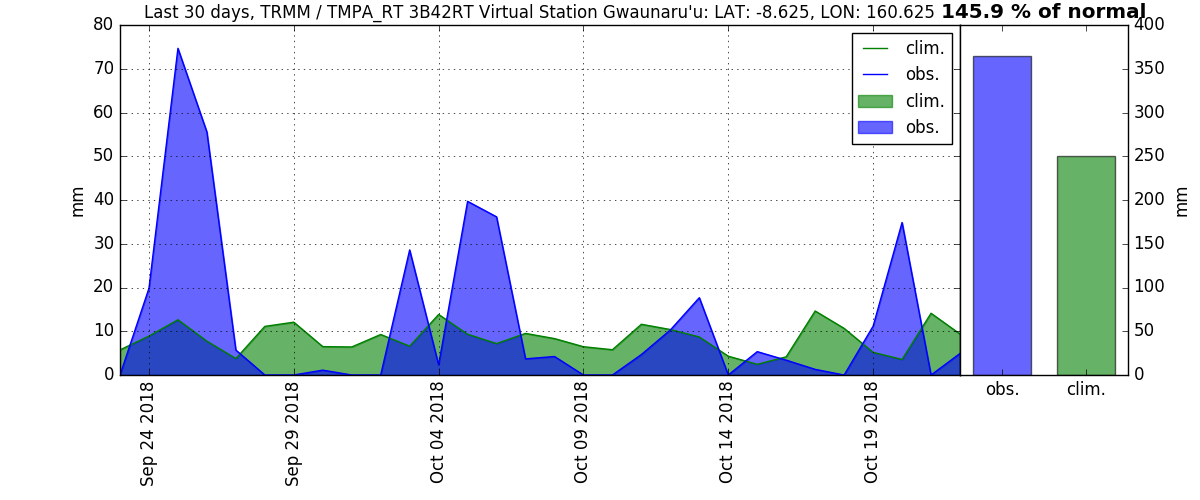 Last 30 days, TRMM / TMPA_RT 3B42RT Virtual Station Gwaunaru'u: LAT: -8.625, LON: 160.625 145.9 % of normal
80
70
60
50
40
30
20
10
0
mm
clim.
obs.
clim.
obs.
400
350
300
250
200
150
100
50
0
mm
obs. clim.
Sep 24 2018
Sep 29 2018
Oct 04 2018
Oct 09 2018
Oct 14 2018
Oct 19 2018